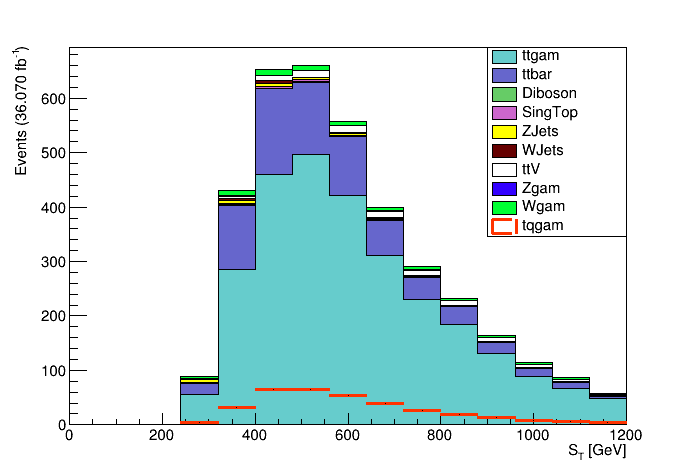 Events (36.070 fb⁻¹)
600
500
400
300
200
100
0
0 200 400 600 800 1000 1200
S_T [GeV]
ttgam
ttbar
Diboson
SingTop
ZJets
WJets
ttV
Zgam
Wgam
tqgam